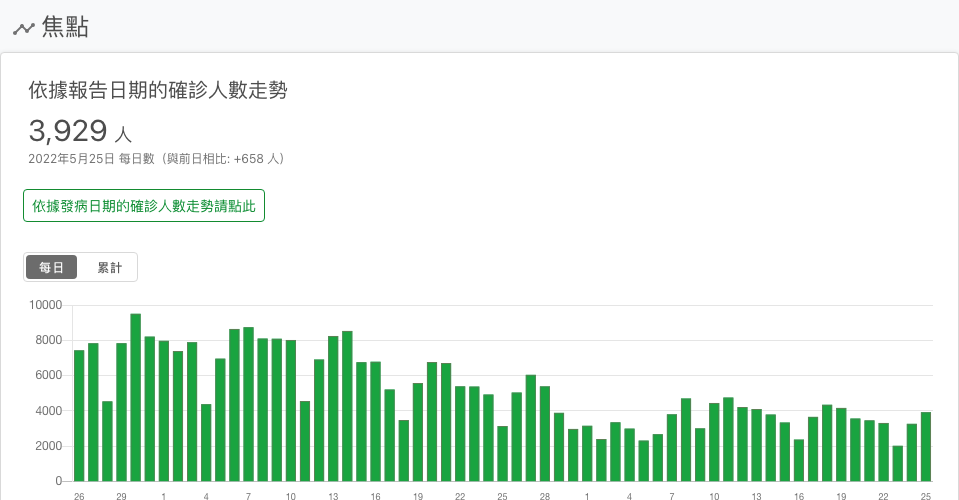 焦點
依據報告日期的確診人數走勢
3,929 人
2022年5月25日 每日數（與前日相比: +658 人）
依據發病日期的確診人數走勢請點此
每日 累計
10000
8000
6000
4000
2000
0
26 29 1 4 7 10 13 16 19 22 25 28 1 4 7 10 13 16 19 22 25